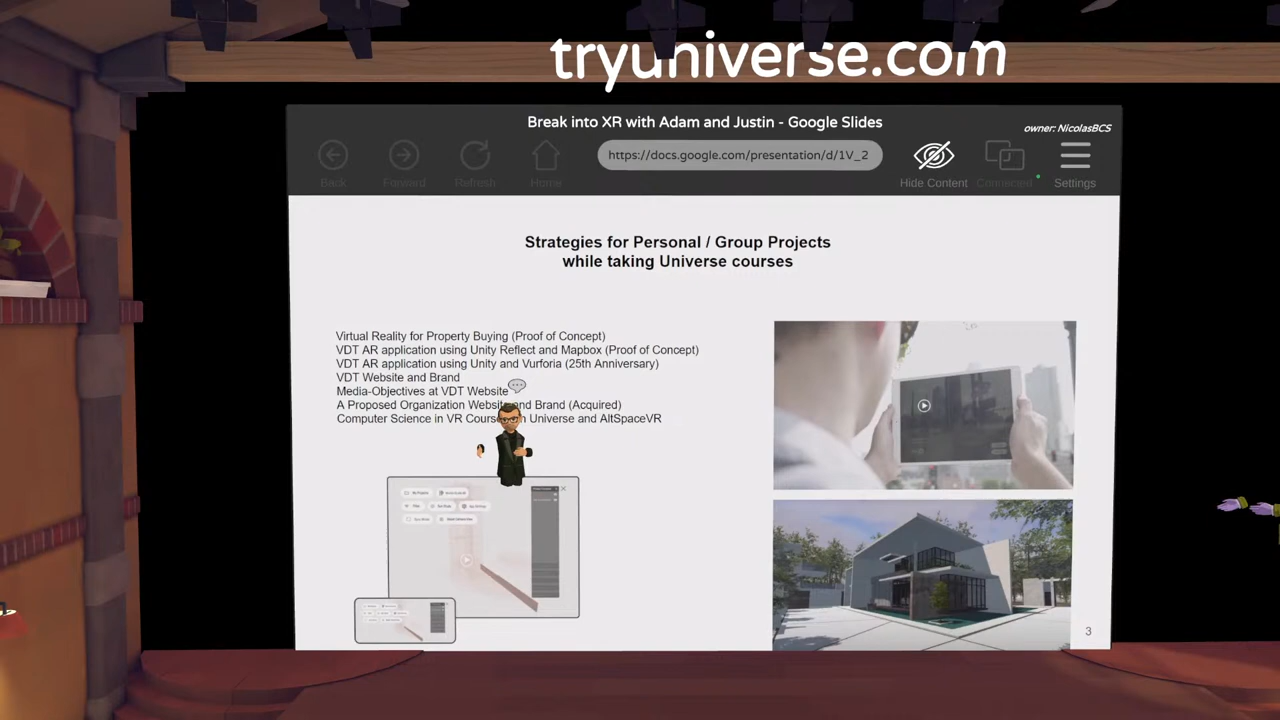 tryuniverse.com
Break into XR with Adam and Justin - Google Slides
owner: NicolasBCS
https://docs.google.com/presentation/d/1V_2
Back
Forward
Refresh
Home
Hide Content
Connected
Settings
Strategies for Personal / Group Projects
while taking Universe courses
Virtual Reality for Property Buying (Proof of Concept)
VDT AR application using Unity Reflect and Mapbox (Proof of Concept)
VDT AR application using Unity and Vurforia (25th Anniversary)
VDT Website and Brand
Media-Objectives at VDT Website
A Proposed Organization Website and Brand (Acquired)
Computer Science in VR Course in Universe and AltSpaceVR
3